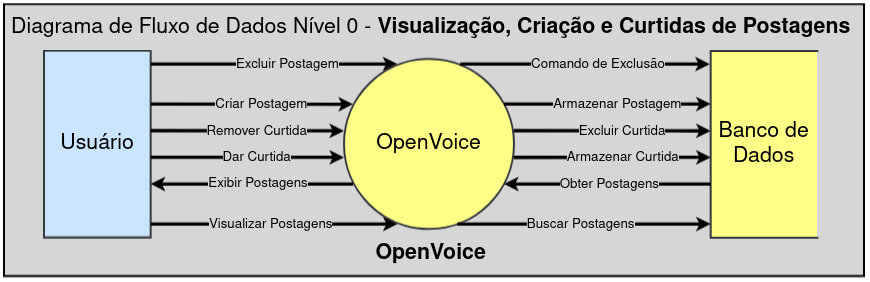 Diagrama de Fluxo de Dados Nível 0 - Visualização, Criação e Curtidas de Postagens
Excluir Postagem
Comando de Exclusão
Criar Postagem
Armazenar Postagem
Remover Curtida
Excluir Curtida
Usuário
OpenVoice
Banco de
Dados
Dar Curtida
Armazenar Curtida
Exibir Postagens
Obter Postagens
Visualizar Postagens
Buscar Postagens
OpenVoice